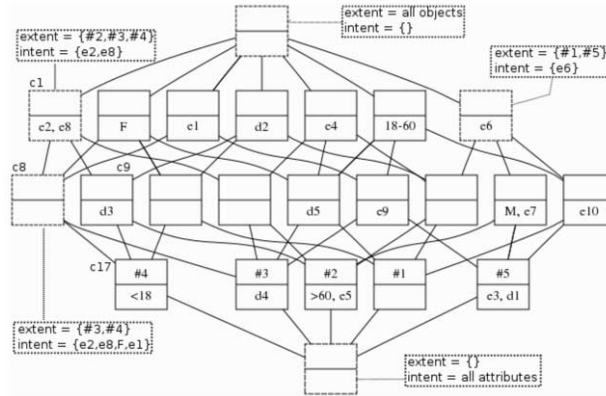 extent = all objects
intent = {}
extent = {#2,#3,#4}
intent = {e2,e8}
extent = {#1,#5}
intent = {e6}
c1
e2, e8
F
e1
d2
e4
18-60
e6
c8
c9
d3
d5
e9
M, e7
e10
c17
#4
#3
#2
#1
#5
<18
d4
>60, e5
e3, d1
extent = {#3,#4}
intent = {e2,e8,F,e1}
extent = {}
intent = all attributes